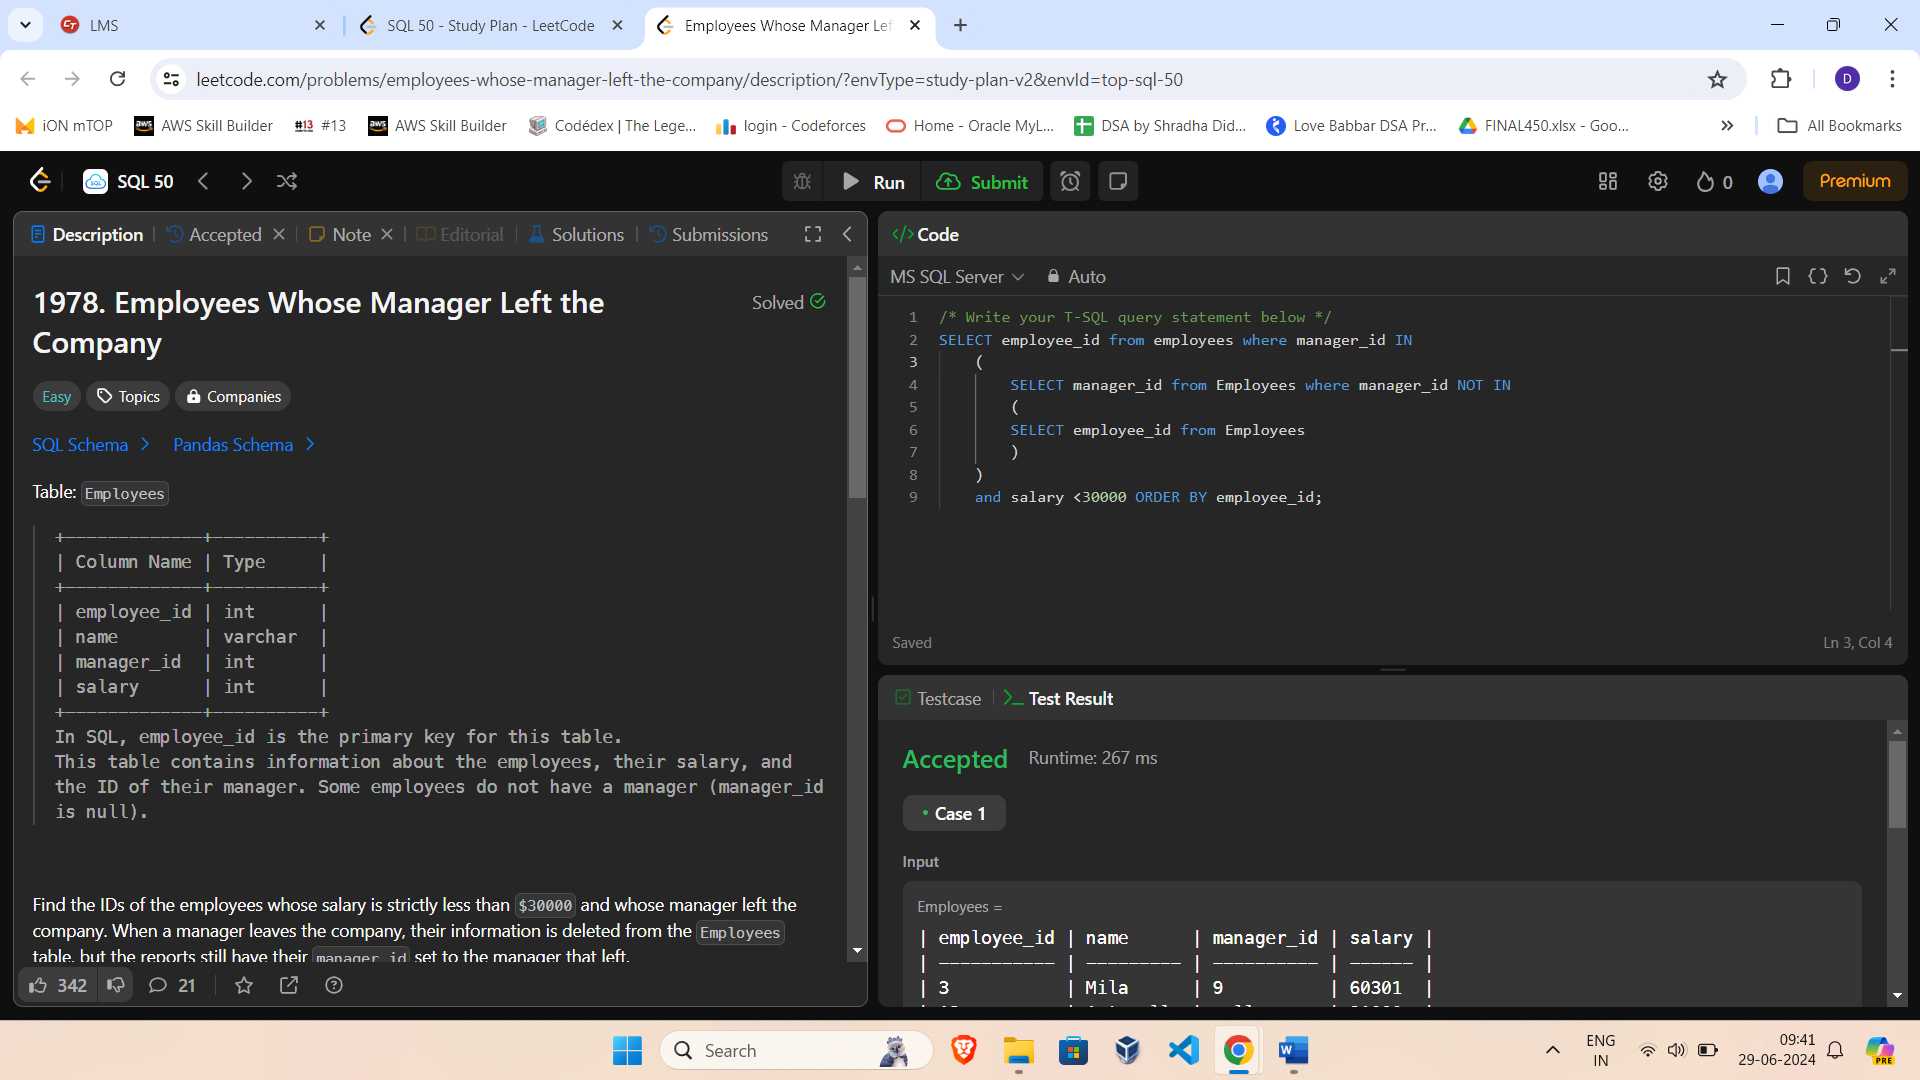 LMS
SQL 50 - Study Plan - LeetCode
Employees Whose Manager Lef
leetcode.com/problems/employees-whose-manager-left-the-company/description/?envType=study-plan-v2&envId=top-sql-50
D
iON mTOP
AWS Skill Builder
#13 #13
AWS Skill Builder
Codédex | The Lege...
login - Codeforces
Home - Oracle MyL...
DSA by Shradha Did...
Love Babbar DSA Pr...
FINAL450.xlsx - Goo...
All Bookmarks
SQL 50
Run
Submit
0
Premium
Description
Accepted
Note
Editorial
Solutions
Submissions
1978. Employees Whose Manager Left the
Company
Solved
Easy
Topics
Companies
SQL Schema
Pandas Schema
Table: Employees
+-------------+----------+
| Column Name | Type     |
+-------------+----------+
| employee_id | int      |
| name        | varchar  |
| manager_id  | int      |
| salary      | int      |
+-------------+----------+
In SQL, employee_id is the primary key for this table.
This table contains information about the employees, their salary, and
the ID of their manager. Some employees do not have a manager (manager_id
is null).
Find the IDs of the employees whose salary is strictly less than $30000 and whose manager left the
company. When a manager leaves the company, their information is deleted from the Employees
table, but the reports still have their manager_id set to the manager that left.
342
21
Code
MS SQL Server
Auto
1 /* Write your T-SQL query statement below */
2 SELECT employee_id from employees where manager_id IN
3 (
4 SELECT manager_id from Employees where manager_id NOT IN
5 (
6 SELECT employee_id from Employees
7 )
8 )
9 and salary <30000 ORDER BY employee_id;
Saved
Ln 3, Col 4
Testcase
Test Result
Accepted
Runtime: 267 ms
Case 1
Input
Employees =
| employee_id | name      | manager_id | salary |
| ----------- | --------- | ---------- | ------ |
| 3           | Mila      | 9          | 60301  |
Search
W
ENG
IN
09:41
29-06-2024
PRE